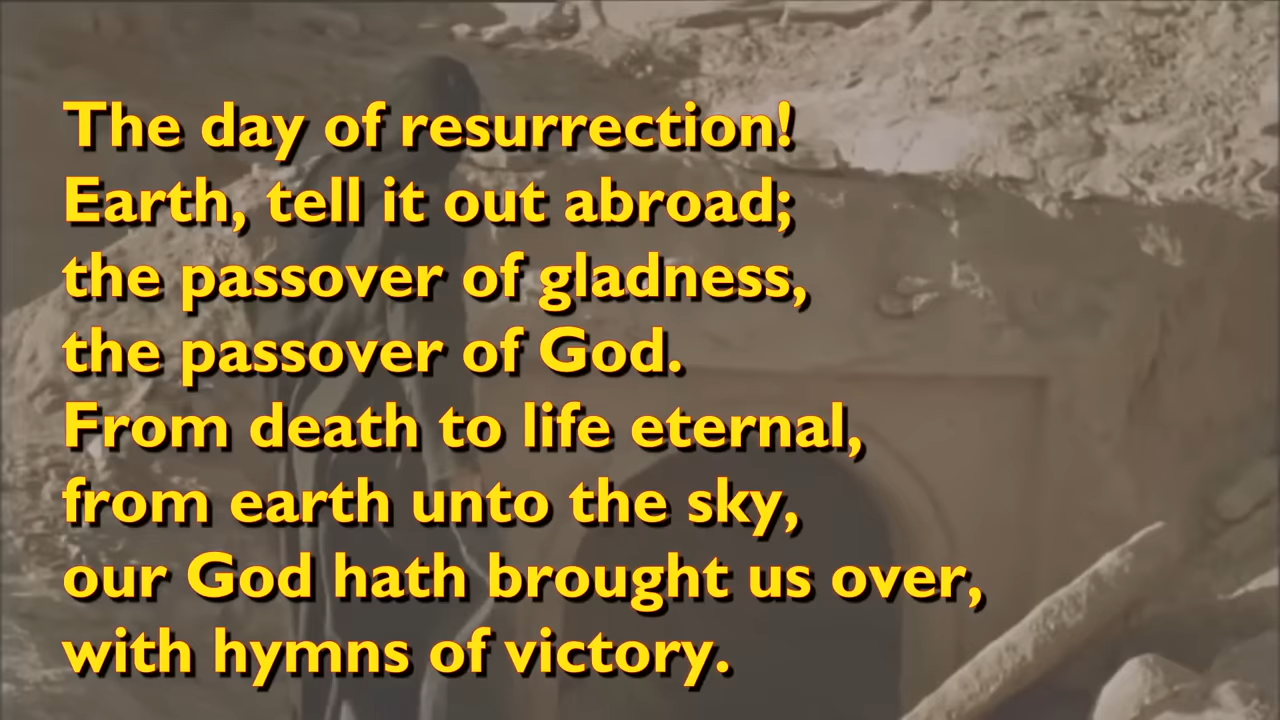 The day of resurrection!
Earth, tell it out abroad;
the passover of gladness,
the passover of God.
From death to life eternal,
from earth unto the sky,
our God hath brought us over,
with hymns of victory.